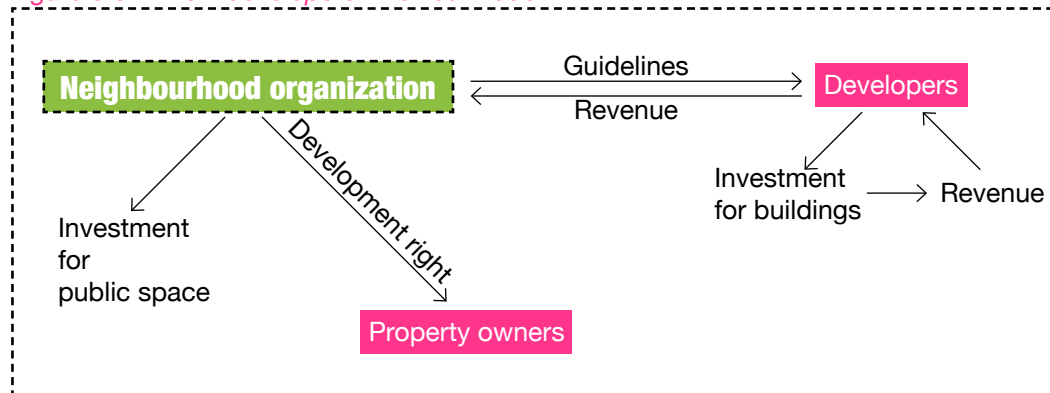 Neighbourhood organization
Guidelines
Revenue
Developers
Development right
Investment
for buildings
Revenue
Investment
for
public space
Property owners